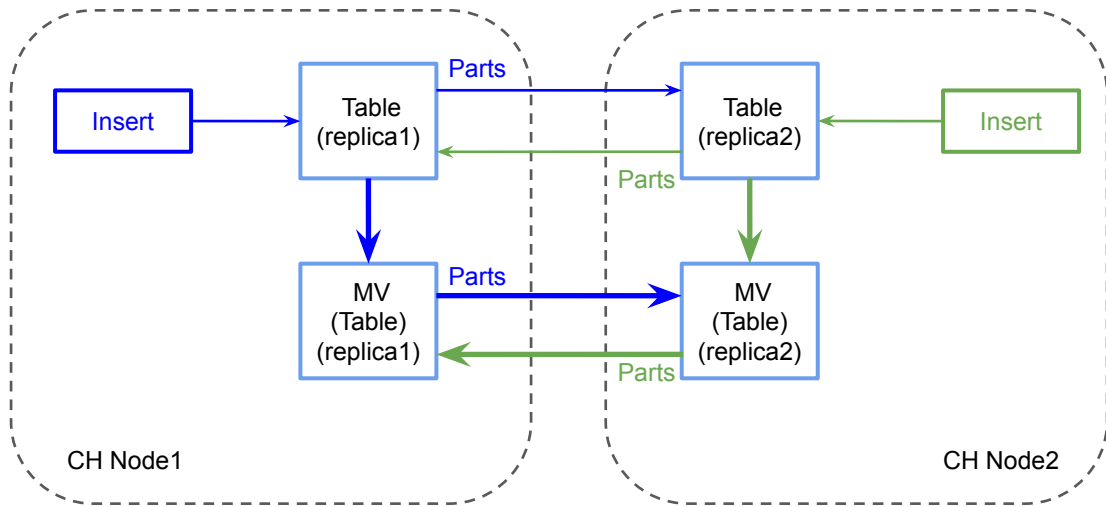 Insert
Table
(replica1)
Parts
Parts
Table
(replica2)
Insert
MV
(Table)
(replica1)
Parts
Parts
MV
(Table)
(replica2)
CH Node1
CH Node2